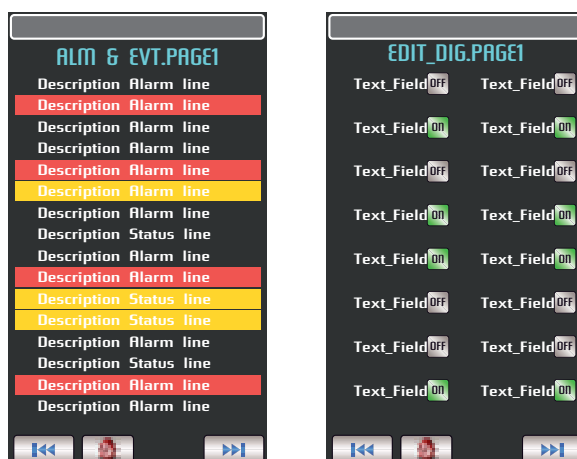 ALM & EVT.PAGE1
Description Alarm line
Description Alarm line
Description Alarm line
Description Alarm line
Description Alarm line
Description Alarm line
Description Alarm line
Description Status line
Description Alarm line
Description Alarm line
Description Status line
Description Status line
Description Alarm line
Description Status line
Description Alarm line
Description Alarm line
EDIT_DIG.PAGE1
Text_Field OFF Text_Field OFF
Text_Field ON Text_Field ON
Text_Field OFF Text_Field OFF
Text_Field ON Text_Field ON
Text_Field ON Text_Field ON
Text_Field OFF Text_Field OFF
Text_Field OFF Text_Field OFF
Text_Field ON Text_Field ON